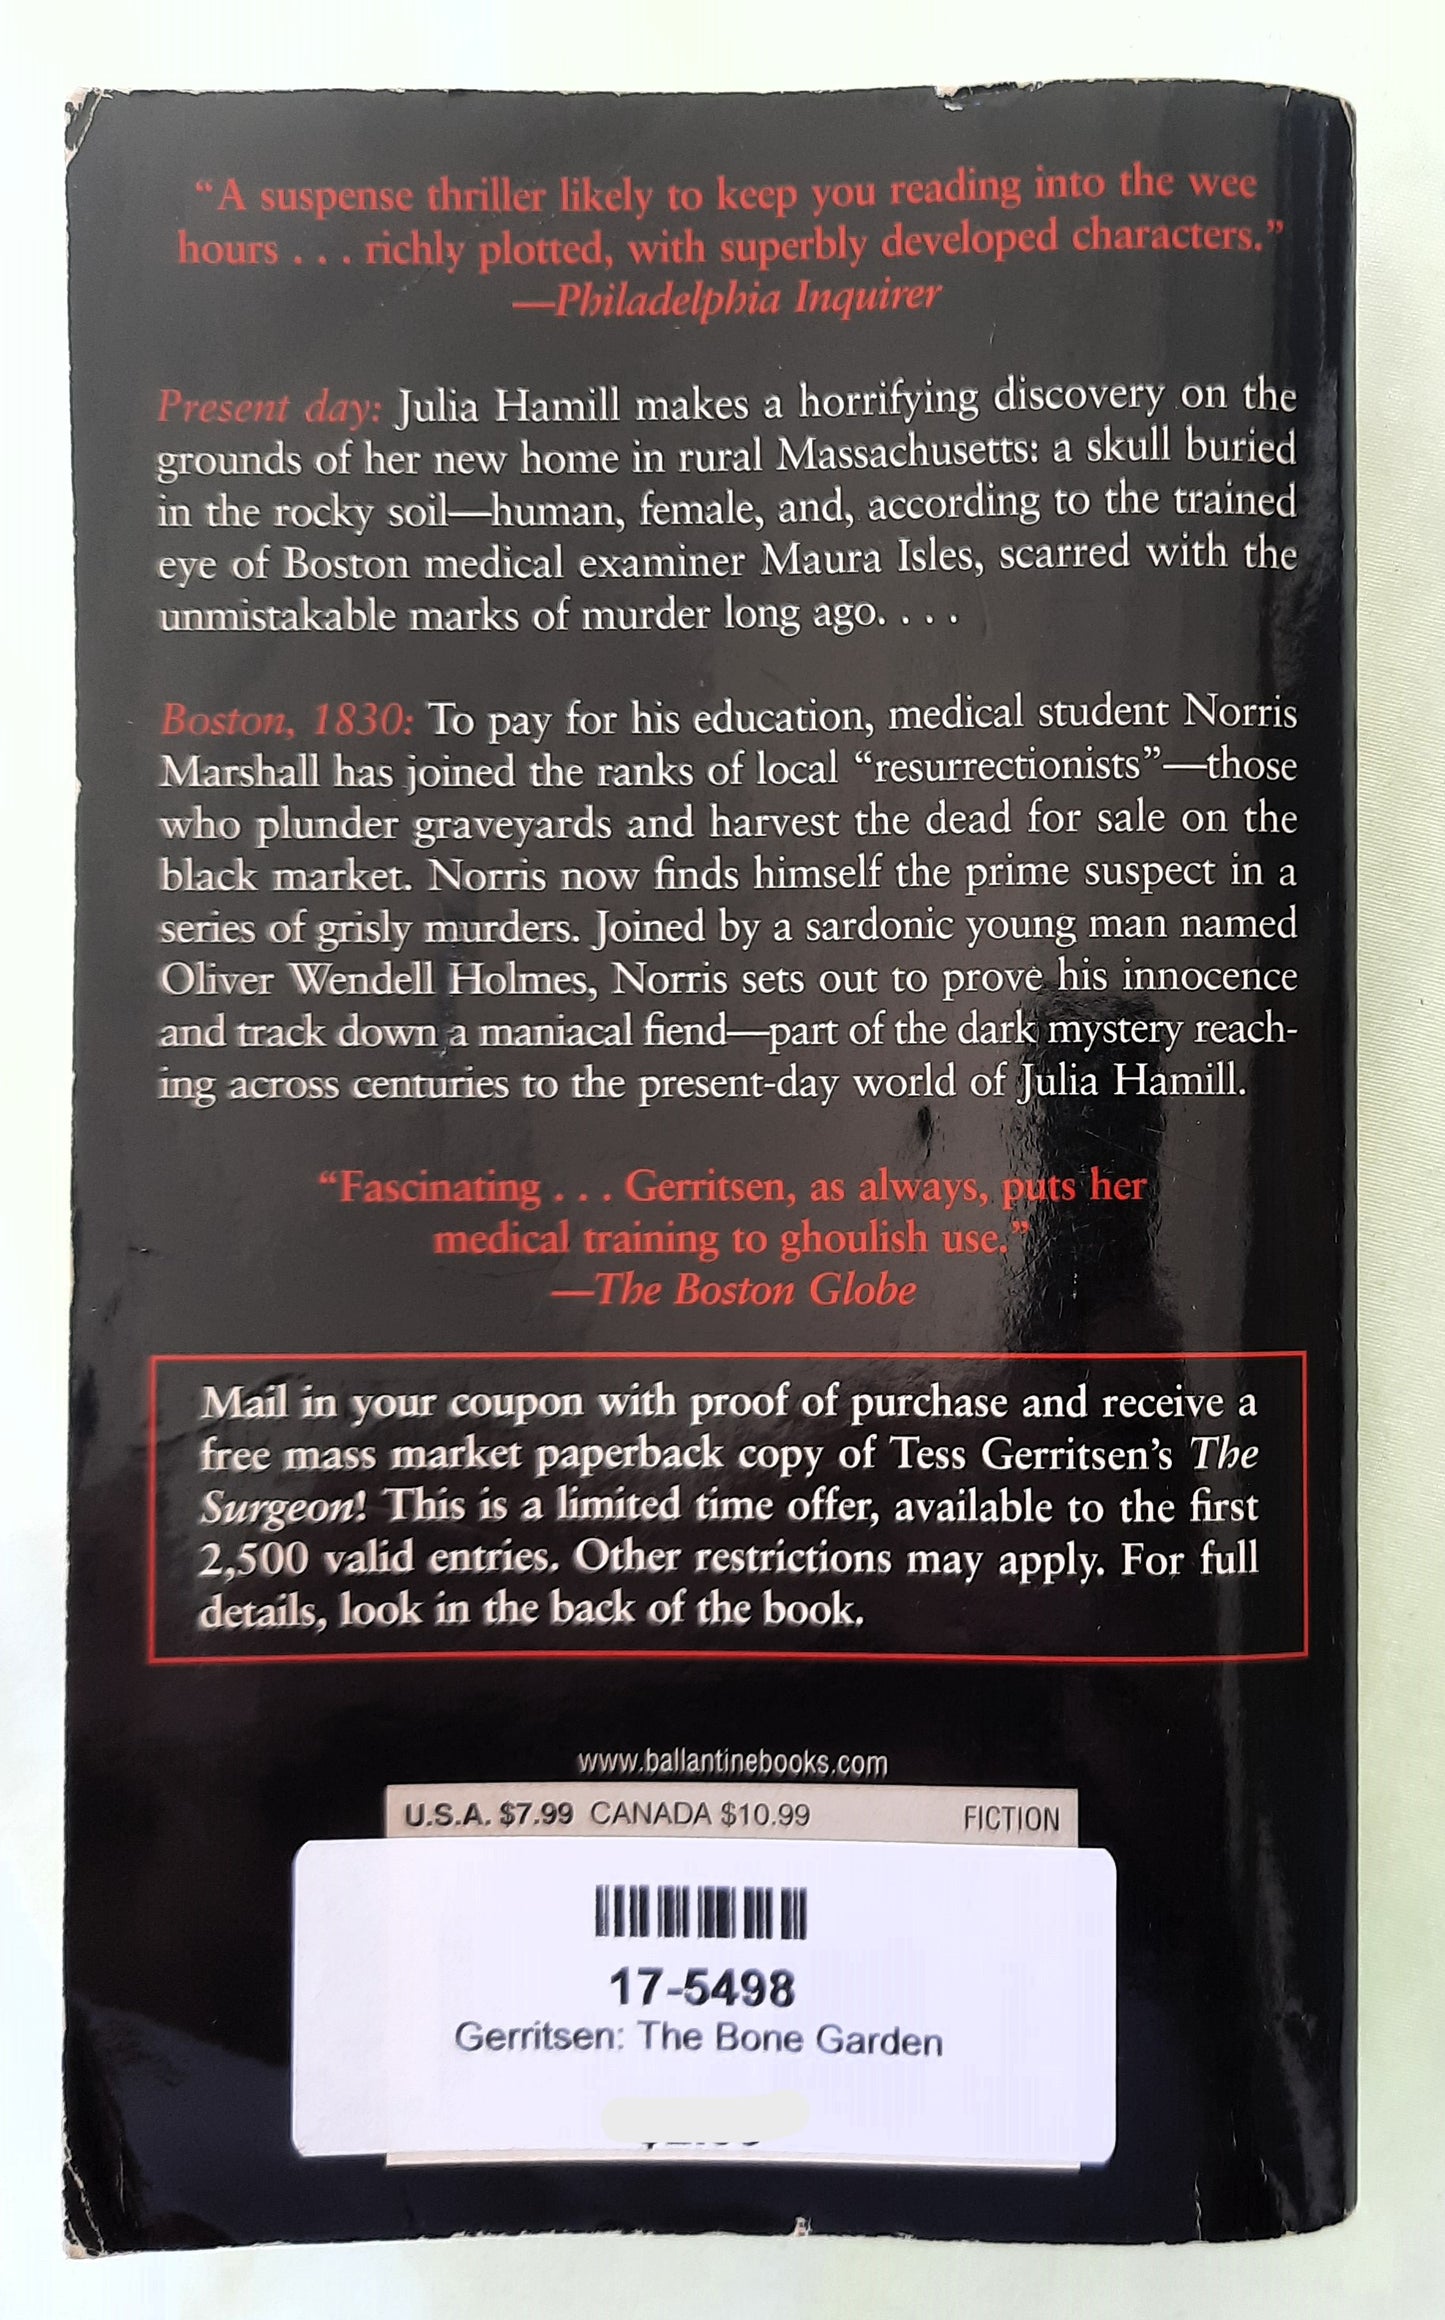 “A suspense thriller likely to keep you reading into the wee
hours . . . richly plotted, with superbly developed characters.”
—Philadelphia Inquirer
Present day: Julia Hamill makes a horrifying discovery on the
grounds of her new home in rural Massachusetts: a skull buried
in the rocky soil—human, female, and, according to the trained
eye of Boston medical examiner Maura Isles, scarred with the
unmistakable marks of murder long ago. . . .
Boston, 1830: To pay for his education, medical student Norris
Marshall has joined the ranks of local “resurrectionists”—those
who plunder graveyards and harvest the dead for sale on the
black market. Norris now finds himself the prime suspect in a
series of grisly murders. Joined by a sardonic young man named
Oliver Wendell Holmes, Norris sets out to prove his innocence
and track down a maniacal fiend—part of the dark mystery reach-
ing across centuries to the present-day world of Julia Hamill.
“Fascinating . . . Gerritsen, as always, puts her
medical training to ghoulish use.”
—The Boston Globe
Mail in your coupon with proof of purchase and receive a
free mass market paperback copy of Tess Gerritsen’s The
Surgeon! This is a limited time offer, available to the first
2,500 valid entries. Other restrictions may apply. For full
details, look in the back of the book.
www.ballantinebooks.com
U.S.A. $7.99 CANADA $10.99 FICTION
17-5498
Gerritsen: The Bone Garden